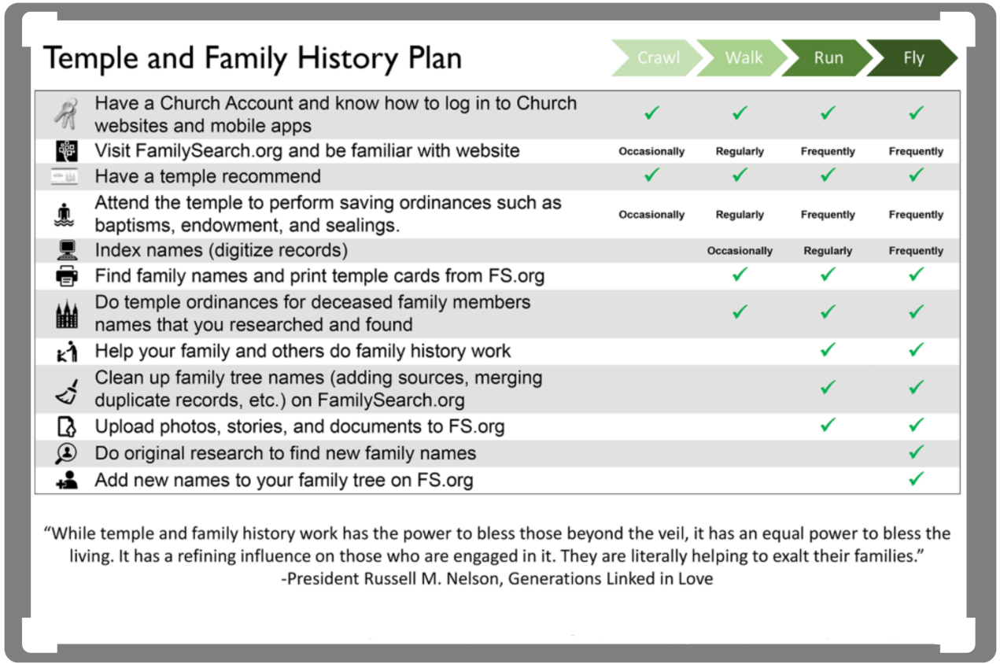 Temple and Family History Plan
Crawl Walk Run Fly
Have a Church Account and know how to log in to Church
websites and mobile apps ✓ ✓ ✓ ✓
Visit FamilySearch.org and be familiar with website Occasionally Regularly Frequently Frequently
Have a temple recommend ✓ ✓ ✓ ✓
Attend the temple to perform saving ordinances such as
baptisms, endowment, and sealings. Occasionally Regularly Frequently Frequently
Index names (digitize records) Occasionally Regularly Frequently
Find family names and print temple cards from FS.org ✓ ✓ ✓
Do temple ordinances for deceased family members
names that you researched and found ✓ ✓ ✓
Help your family and others do family history work ✓ ✓
Clean up family tree names (adding sources, merging
duplicate records, etc.) on FamilySearch.org ✓ ✓
Upload photos, stories, and documents to FS.org ✓ ✓
Do original research to find new family names ✓
Add new names to your family tree on FS.org ✓
“While temple and family history work has the power to bless those beyond the veil, it has an equal power to bless the
living. It has a refining influence on those who are engaged in it. They are literally helping to exalt their families.”
-President Russell M. Nelson, Generations Linked in Love